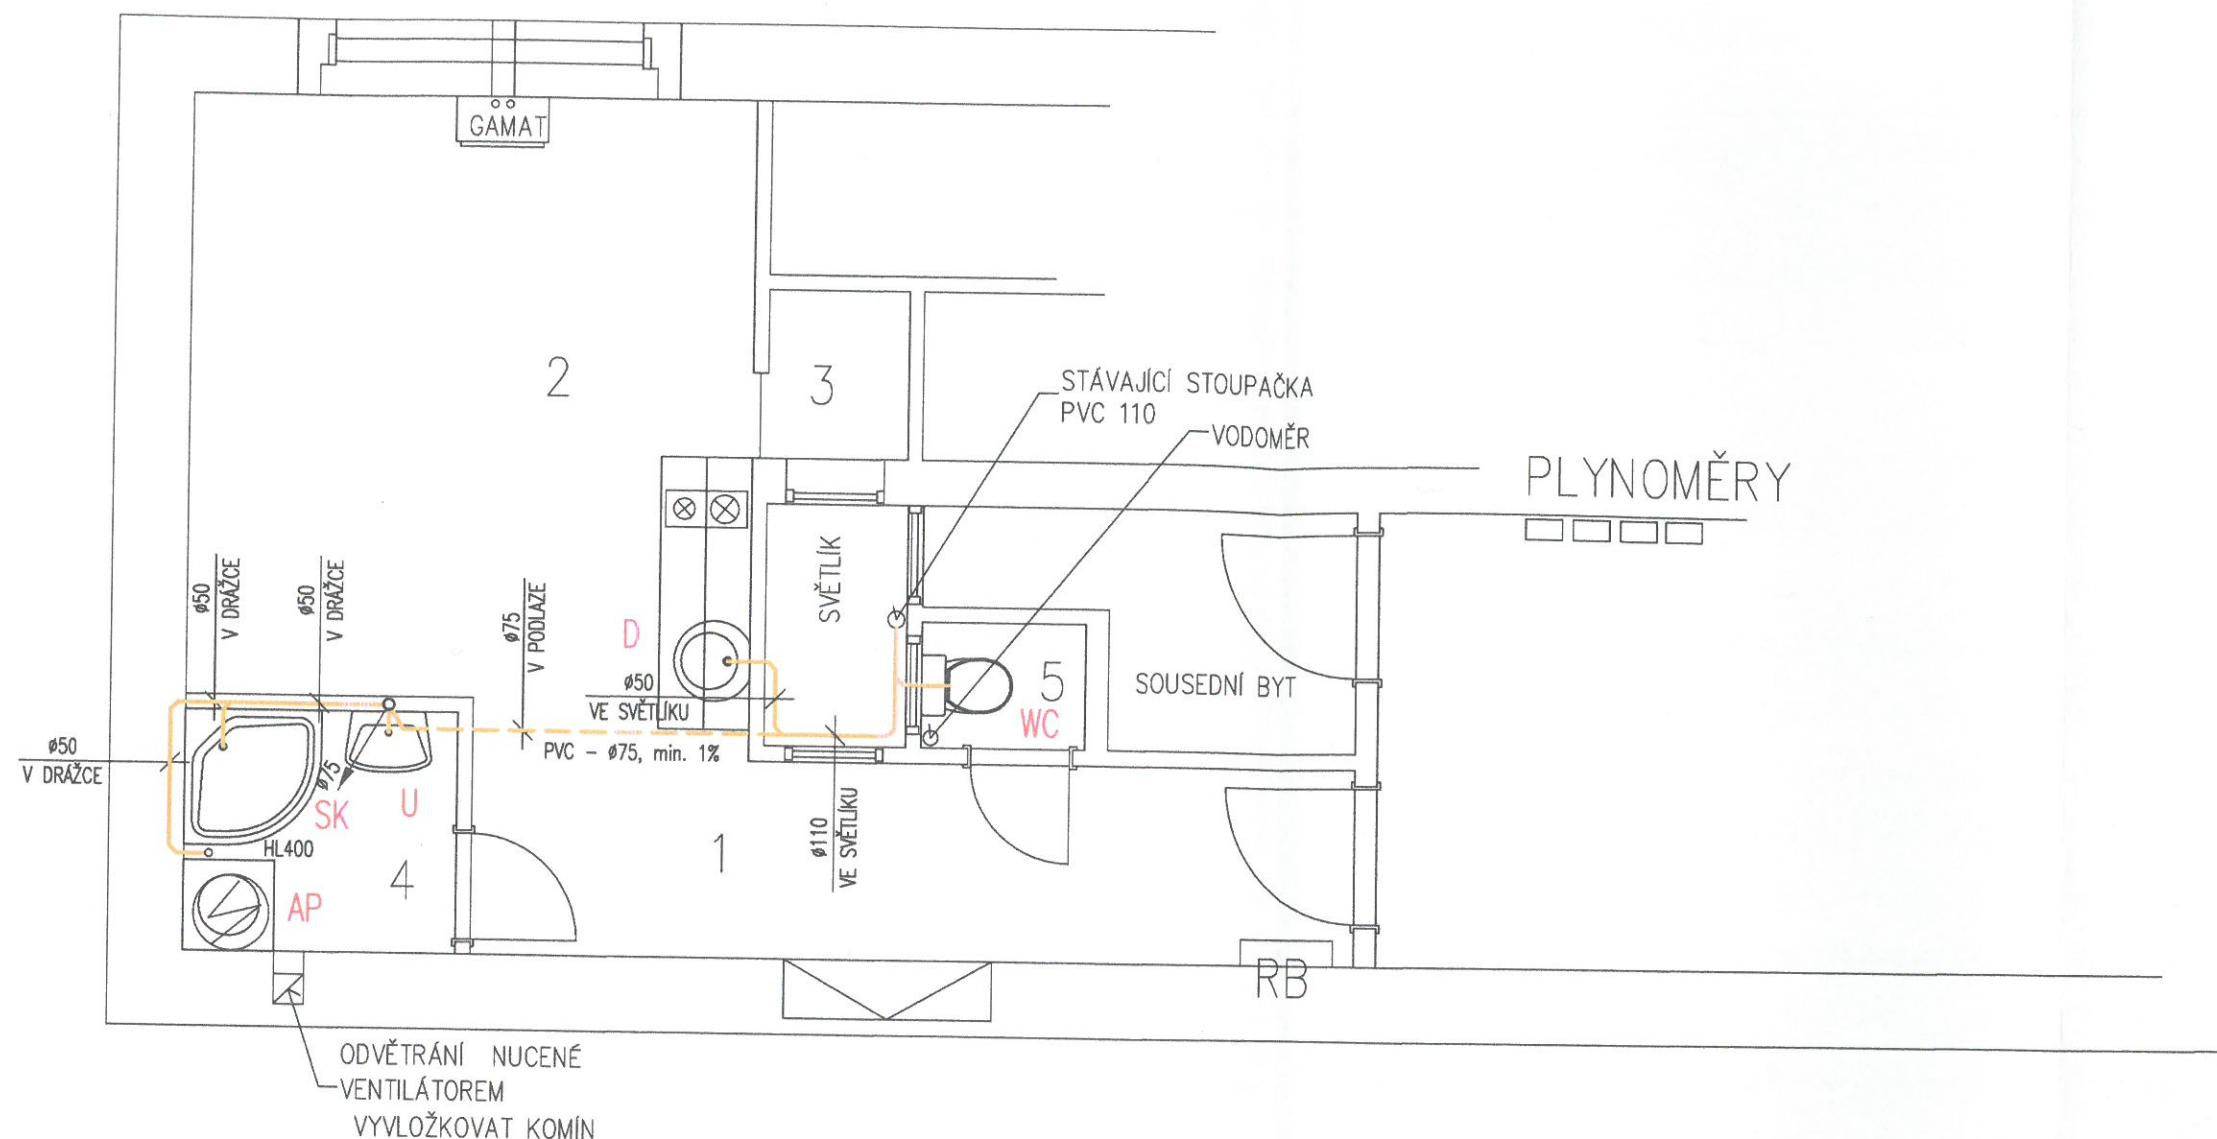 GAMAT
2
3
STÁVAJÍCÍ STOUPAČKA
PVC 110
VODOMĚR
PLYNOMĚRY
SVĚTLÍK
ø50
V DRÁŽCE
ø50
V DRÁŽCE
ø75
V PODLAZE
D
ø50
VE SVĚTLÍKU
5
WC
SOUSEDNÍ BYT
ø50
V DRÁŽCE
PVC - ø75, min. 1%
ø75
SK
U
HL400
1
ø110
VE SVĚTLÍKU
4
AP
RB
ODVĚTRÁNÍ NUCENÉ
VENTILÁTOREM
VYVLOŽKOVAT KOMÍN